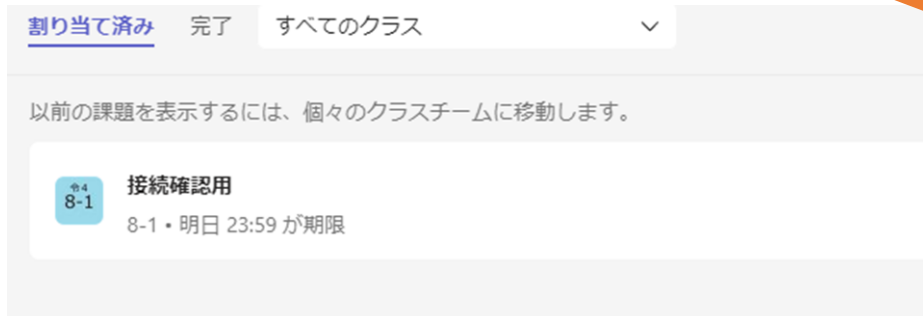 割り当て済み 完了 すべてのクラス
以前の課題を表示するには、個々のクラスチームに移動します。
令4
8-1
接続確認用
8-1 • 明日 23:59 が期限